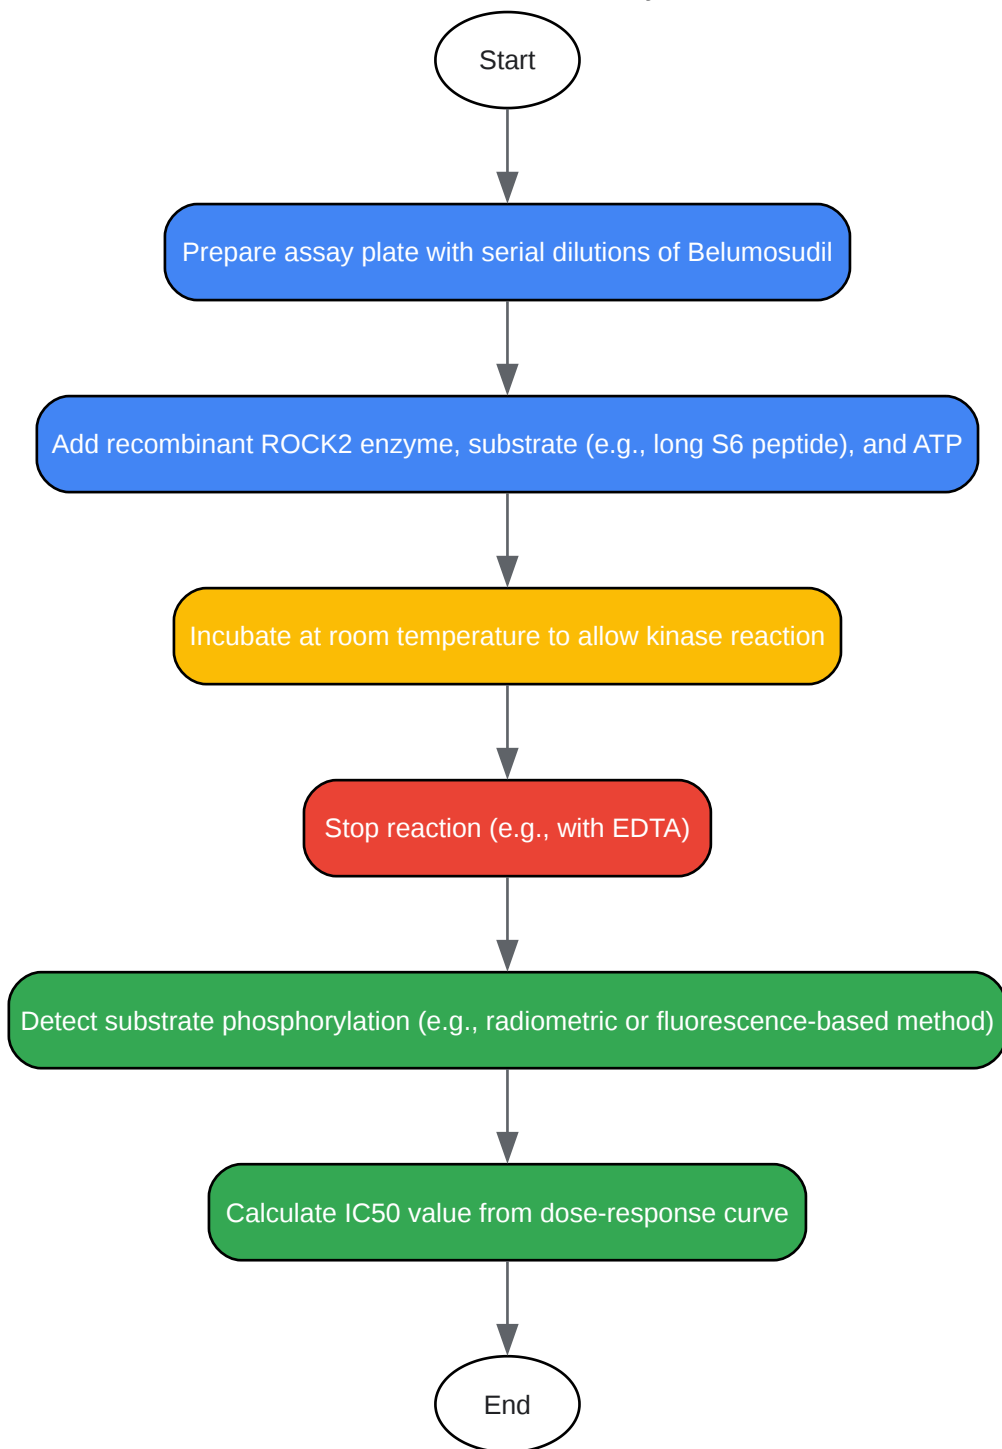 Start
Prepare assay plate with serial dilutions of Belumosudil
Add recombinant ROCK2 enzyme, substrate (e.g., long S6 peptide), and ATP
Incubate at room temperature to allow kinase reaction
Stop reaction (e.g., with EDTA)
Detect substrate phosphorylation (e.g., radiometric or fluorescence-based method)
Calculate IC50 value from dose-response curve
End